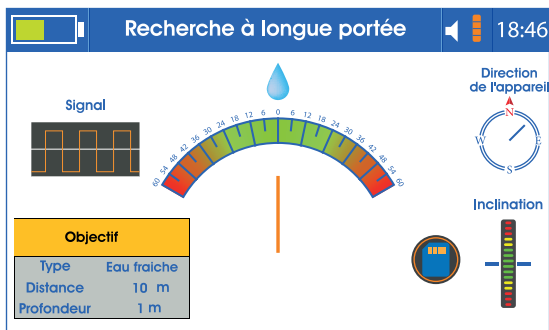 Recherche à longue portée
18:46
Signal
60 54 48 42 36 30 24 18 12 6 0 6 12 18 24 30 36 42 48 54 60
Direction
de l'appareil
N
W
E
S
Inclination
Objectif
Type Eau fraiche
Distance 10 m
Profondeur 1 m